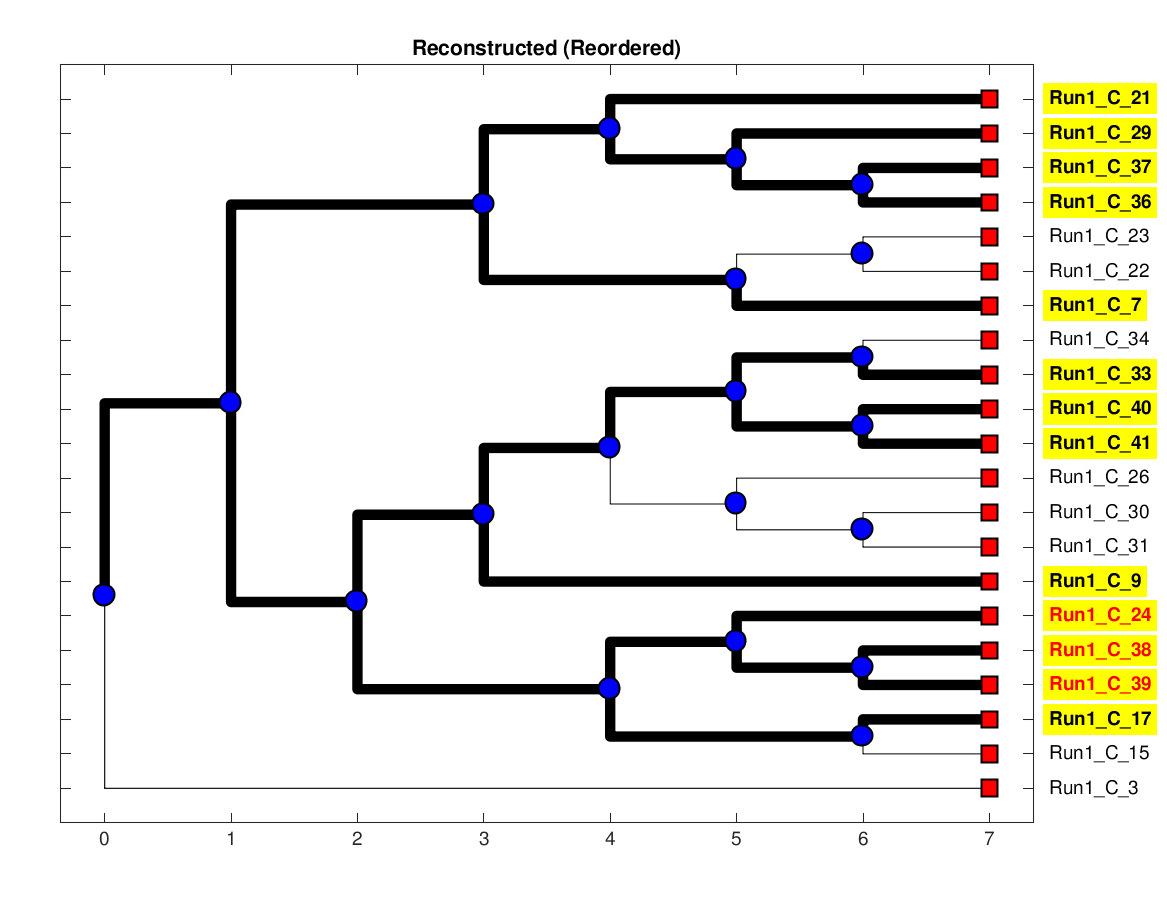 Reconstructed (Reordered)
Run1_C_21
Run1_C_29
Run1_C_37
Run1_C_36
Run1_C_23
Run1_C_22
Run1_C_7
Run1_C_34
Run1_C_33
Run1_C_40
Run1_C_41
Run1_C_26
Run1_C_30
Run1_C_31
Run1_C_9
Run1_C_24
Run1_C_38
Run1_C_39
Run1_C_17
Run1_C_15
Run1_C_3
0 1 2 3 4 5 6 7